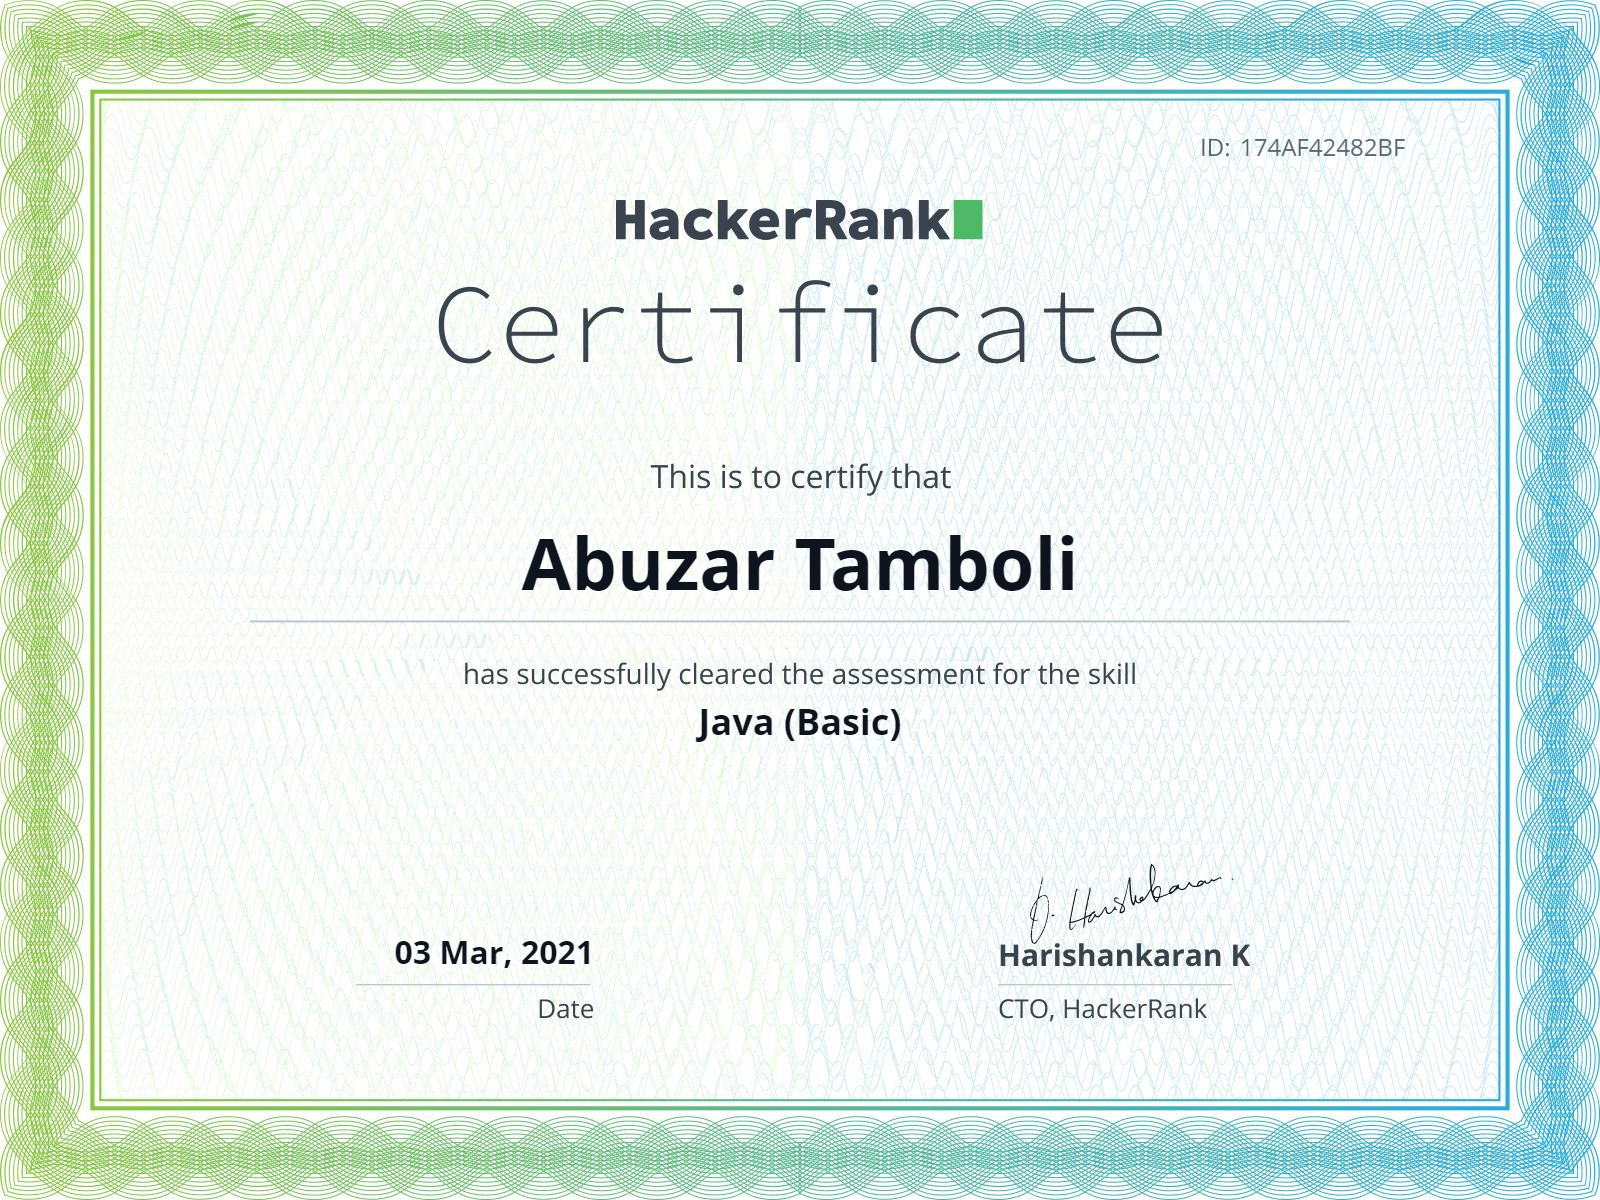 ID: 174AF42482BF
HackerRank
Certificate
This is to certify that
Abuzar Tamboli
has successfully cleared the assessment for the skill
Java (Basic)
03 Mar, 2021
Date
Harishankaran K
CTO, HackerRank